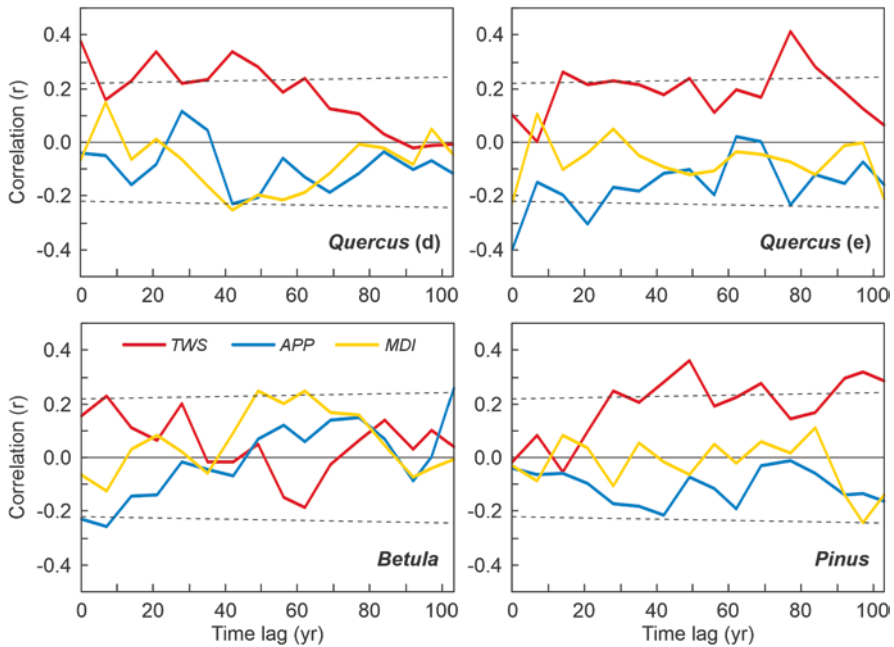 0.4
0.2
0.0
-0.2
-0.4
Correlation (r)
Quercus (d)
0 20 40 60 80 100
0.4
0.2
0.0
-0.2
-0.4
Correlation (r)
Quercus (e)
0 20 40 60 80 100
0.4
0.2
0.0
-0.2
-0.4
Correlation (r)
TWS APP MDI
Betula
0 20 40 60 80 100
Time lag (yr)
0.4
0.2
0.0
-0.2
-0.4
Correlation (r)
Pinus
0 20 40 60 80 100
Time lag (yr)